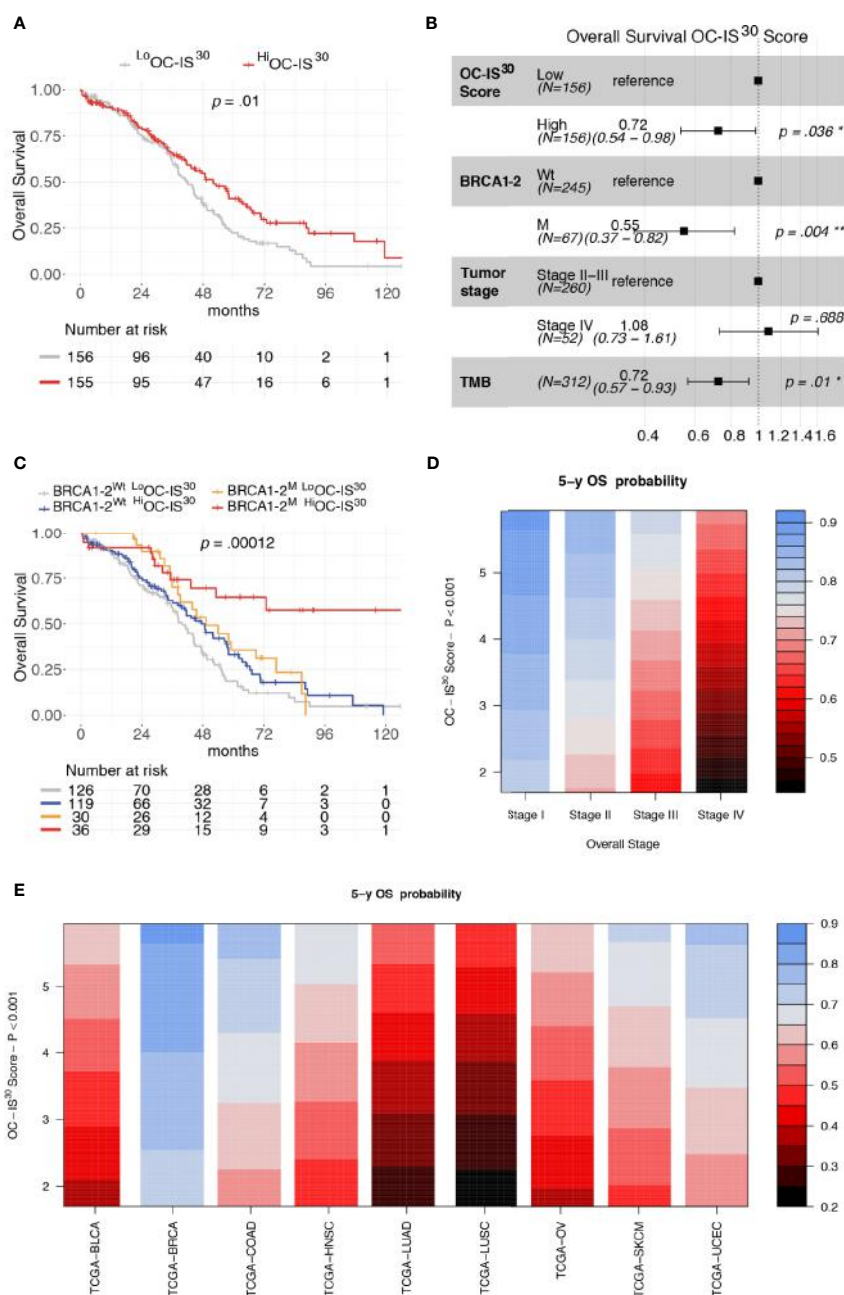 A
LoOC-IS30 HiOC-IS30
p = .01
Overall Survival
1.00
0.75
0.50
0.25
0.00
0 24 48 72 96 120
months
Number at risk
156 96 40 10 2 1
155 95 47 16 6 1
B
Overall Survival OC-IS30 Score
OC-IS30 Score
Low (N=156) reference
High (N=156) 0.72 (0.54 – 0.98) p = .036 *
BRCA1-2
Wt (N=245) reference
M (N=67) 0.55 (0.37 – 0.82) p = .004 **
Tumor stage
Stage II–III (N=260) reference
Stage IV (N=52) 1.08 (0.73 – 1.61) p = .688
TMB (N=312) 0.72 (0.57 – 0.93) p = .01 *
0.4 0.6 0.8 1 1.2 1.4 1.6
C
BRCA1-2Wt LoOC-IS30 BRCA1-2M LoOC-IS30
BRCA1-2Wt HiOC-IS30 BRCA1-2M HiOC-IS30
p = .00012
Overall Survival
1.00
0.75
0.50
0.25
0.00
0 24 48 72 96 120
months
Number at risk
126 70 28 6 2 1
119 66 32 7 3 0
30 26 12 4 0 0
36 29 15 9 3 1
D
5-y OS probability
OC – IS30 Score – P < 0.001
5
4
3
2
Stage I Stage II Stage III Stage IV
Overall Stage
0.9
0.8
0.7
0.6
0.5
E
5-y OS probability
OC – IS30 Score – P < 0.001
5
4
3
2
TCGA-BLCA
TCGA-BRCA
TCGA-COAD
TCGA-HNSC
TCGA-LUAD
TCGA-LUSC
TCGA-OV
TCGA-SKCM
TCGA-UCEC
0.9
0.8
0.7
0.6
0.5
0.4
0.3
0.2